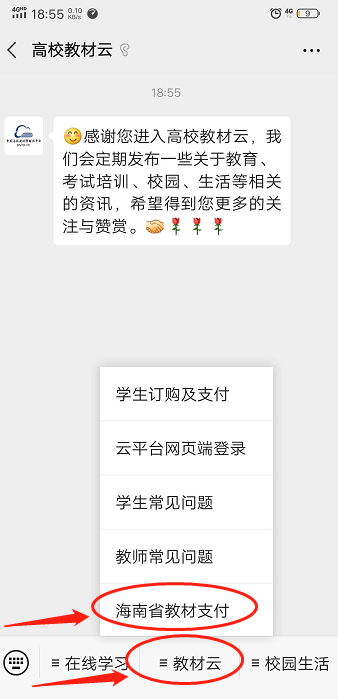 4GHD 18:55 0.10 KB/s 4G 9
高校教材云
18:55
感谢您进入高校教材云，我
们会定期发布一些关于教育、
考试培训、校园、生活等相关
的资讯，希望得到您更多的关
注与赞赏。
学生订购及支付
云平台网页端登录
学生常见问题
教师常见问题
海南省教材支付
在线学习 教材云 校园生活